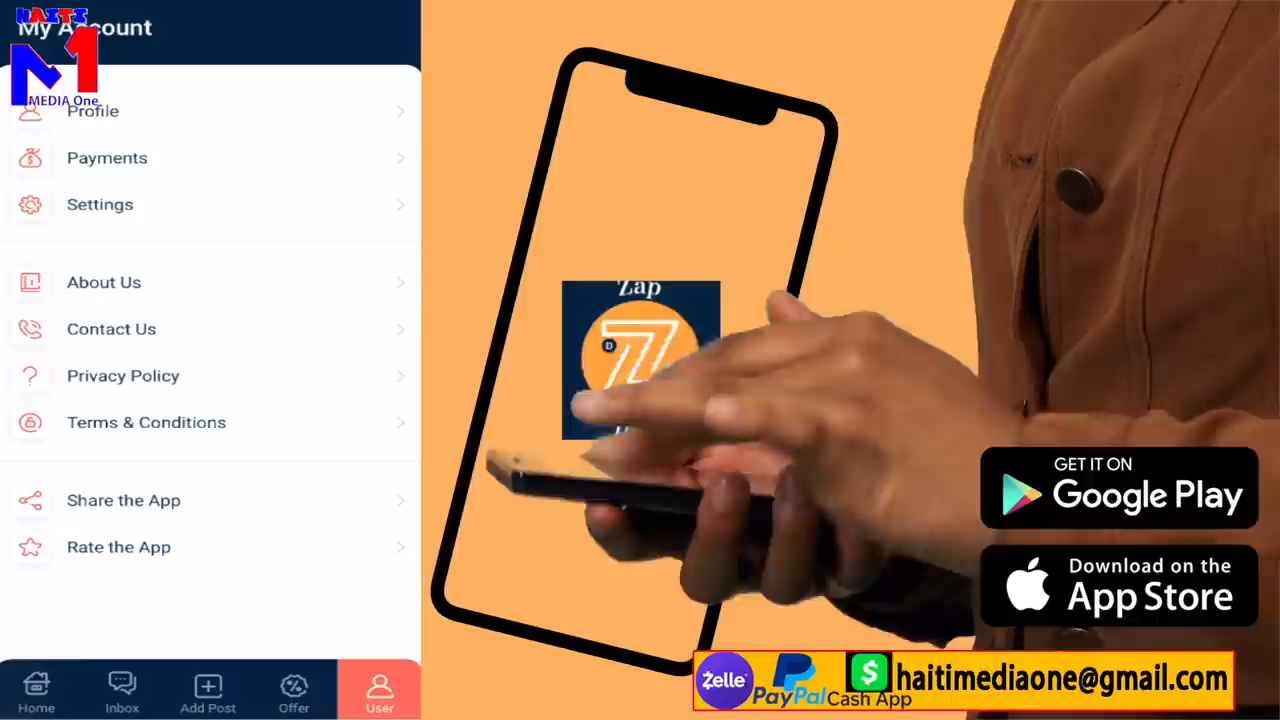 HAITI
My Account
M1
MEDIA One
Profile
Payments
Settings
About Us
Contact Us
Privacy Policy
Terms & Conditions
Share the App
Rate the App
Home
Inbox
Add Post
Offer
User
Zap
D
Z
GET IT ON
Google Play
Download on the
App Store
Zelle
PayPal
$
Cash App
haitimediaone@gmail.com